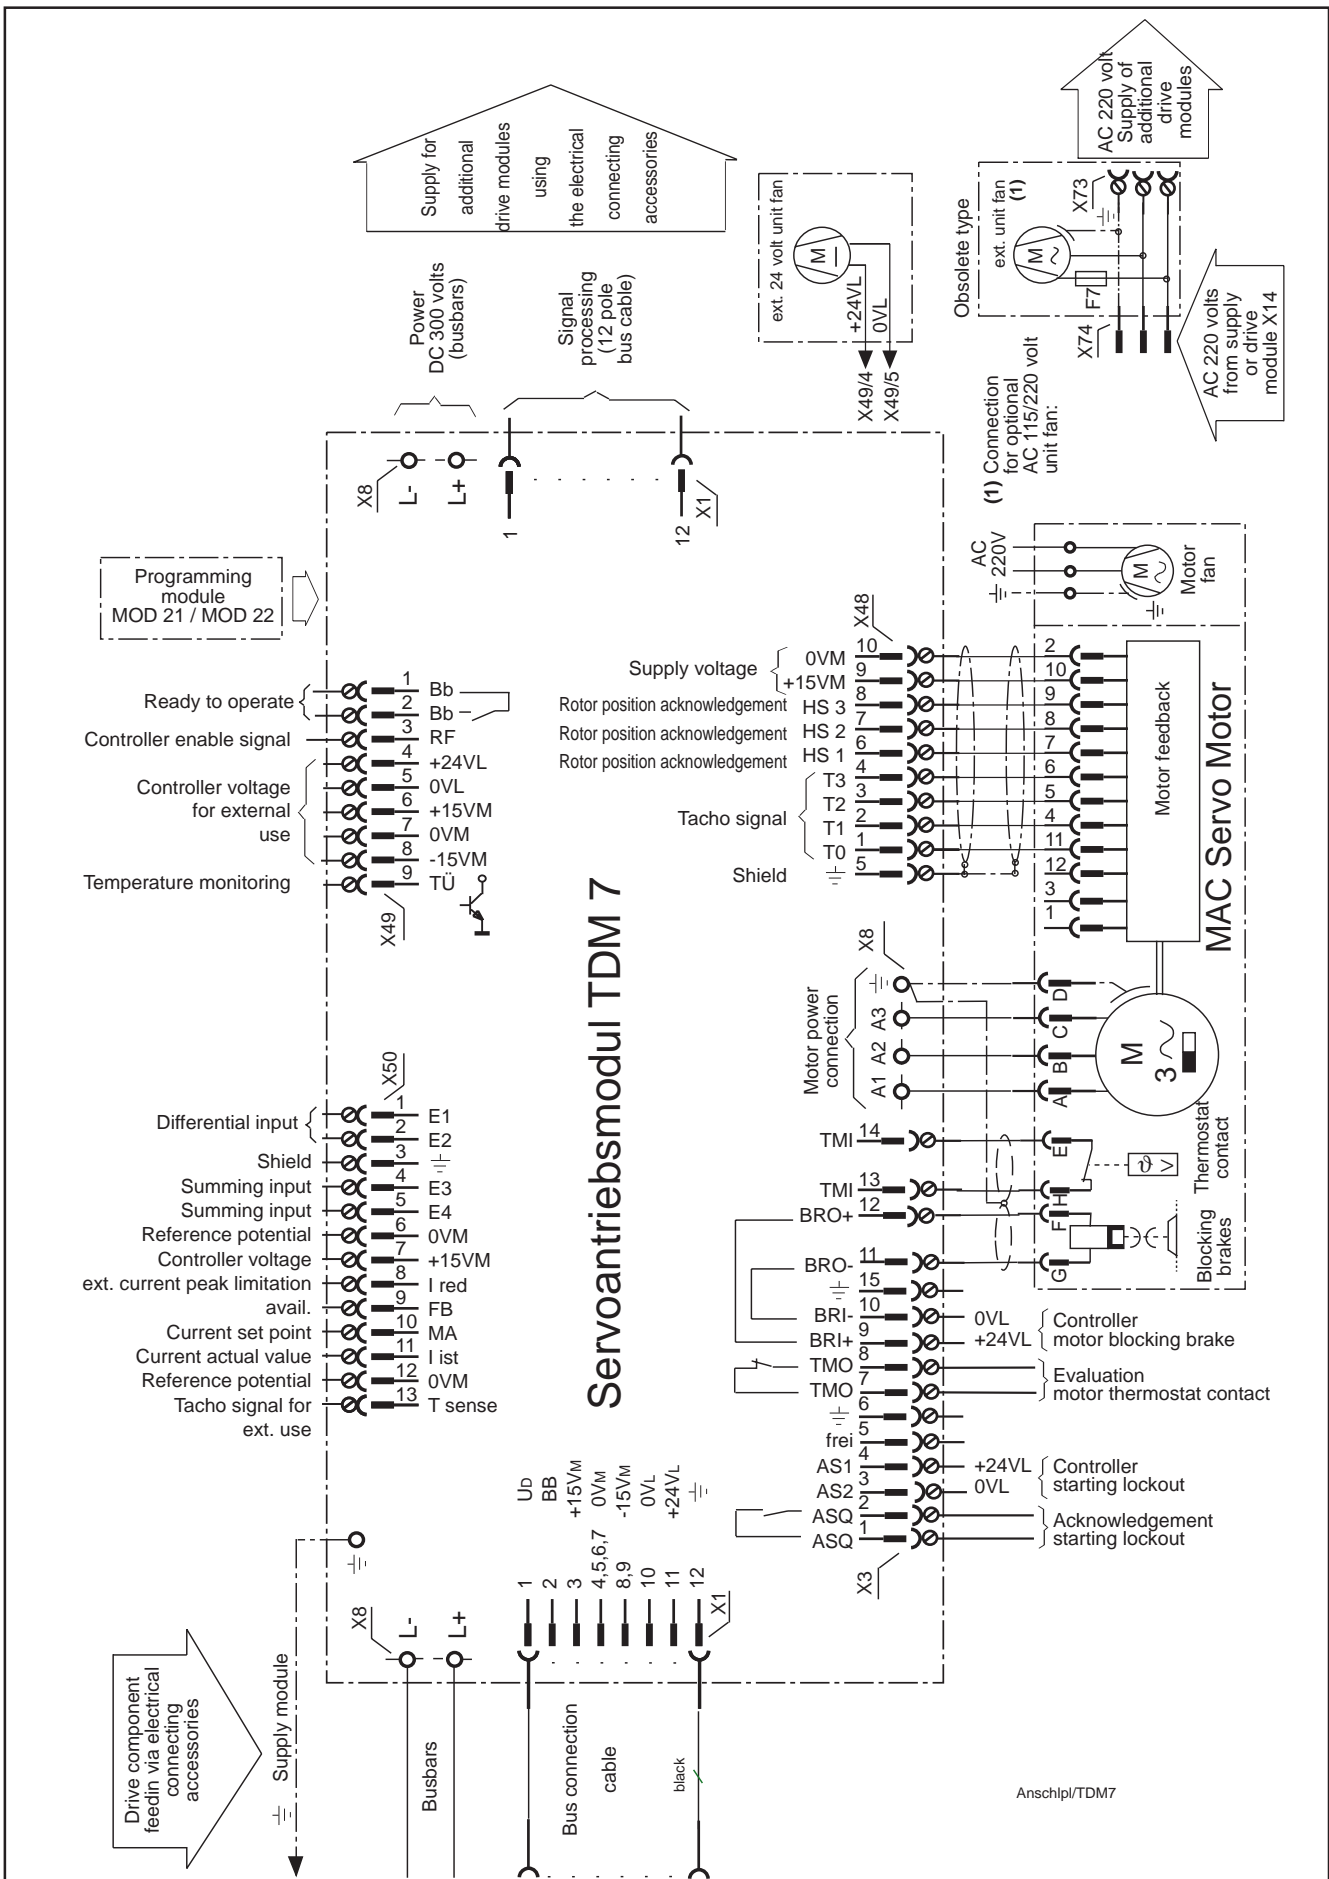 AC 220 volt
Supply of
additional
drive
modules
Supply for
additional
drive modules
using
the electrical
connecting
accessories
ext. 24 volt unit fan
M
+24VL
0VL
X49/4
X49/5
Obsolete type
ext. unit fan
(1)
M
F7
X73
X74
AC 220 volts
from supply
or drive
module X14
(1) Connection
for optional
AC 115/220 volt
unit fan:
Power
DC 300 volts
(busbars)
Signal
processing
(12 pole
bus cable)
X8
L-
L+
1
12
X1
Programming
module
MOD 21 / MOD 22
Ready to operate
1 Bb
2 Bb
Controller enable signal 3 RF
Controller voltage
for external
use
4 +24VL
5 0VL
6 +15VM
7 0VM
8 -15VM
Temperature monitoring 9 TÜ
X49
X50
Differential input
1 E1
2 E2
Shield 3
Summing input 4 E3
Summing input 5 E4
Reference potential 6 0VM
Controller voltage 7 +15VM
ext. current peak limitation 8 I red
avail. 9 FB
Current set point 10 MA
Current actual value 11 I ist
Reference potential 12 0VM
Tacho signal for
ext. use
13 T sense
Servoantriebsmodul TDM 7
X48
Supply voltage
0VM 10 2
+15VM 9 10
Rotor position acknowledgement HS 3 8 9
Rotor position acknowledgement HS 2 7 8
Rotor position acknowledgement HS 1 6 7
Tacho signal
T3 4 6
T2 3 5
T1 2 4
T0 1 11
Shield 5 12
3
1
AC
220V
M
Motor
fan
Motor feedback
MAC Servo Motor
X8
Motor power
connection
A3
A2
A1
D
C
B
A
M
3
TMI 14 E
TMI 13 H
BRO+ 12 F
BRO- 11 G
ϑ
V
Thermostat
contact
Blocking
brakes
15
BRI- 10 0VL
BRI+ 9 +24VL
Controller
motor blocking brake
TMO 8
TMO 7
Evaluation
motor thermostat contact
6
frei 5
AS1 4 +24VL
AS2 3 0VL
Controller
starting lockout
ASQ 2
ASQ 1
Acknowledgement
starting lockout
X3
UD
BB
+15VM
0VM
-15VM
0VL
+24VL
1
2
3
4,5,6,7
8,9
10
11
12
X1
X8
L-
L+
Drive component
feedin via electrical
connecting
accessories
Supply module
Busbars
Bus connection
cable
black
Anschlpl/TDM7